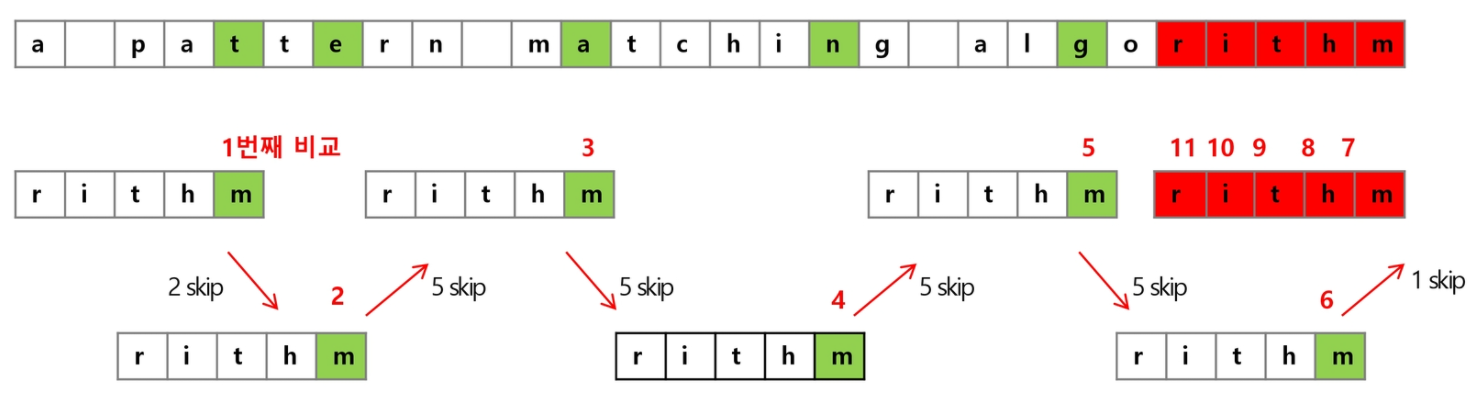 a p a t t e r n m a t c h i n g a l g o r i t h m
1번째 비교 3 5 11 10 9 8 7
r i t h m r i t h m r i t h m r i t h m
2 skip 2 5 skip 5 skip 4 5 skip 5 skip 6 1 skip
r i t h m r i t h m r i t h m